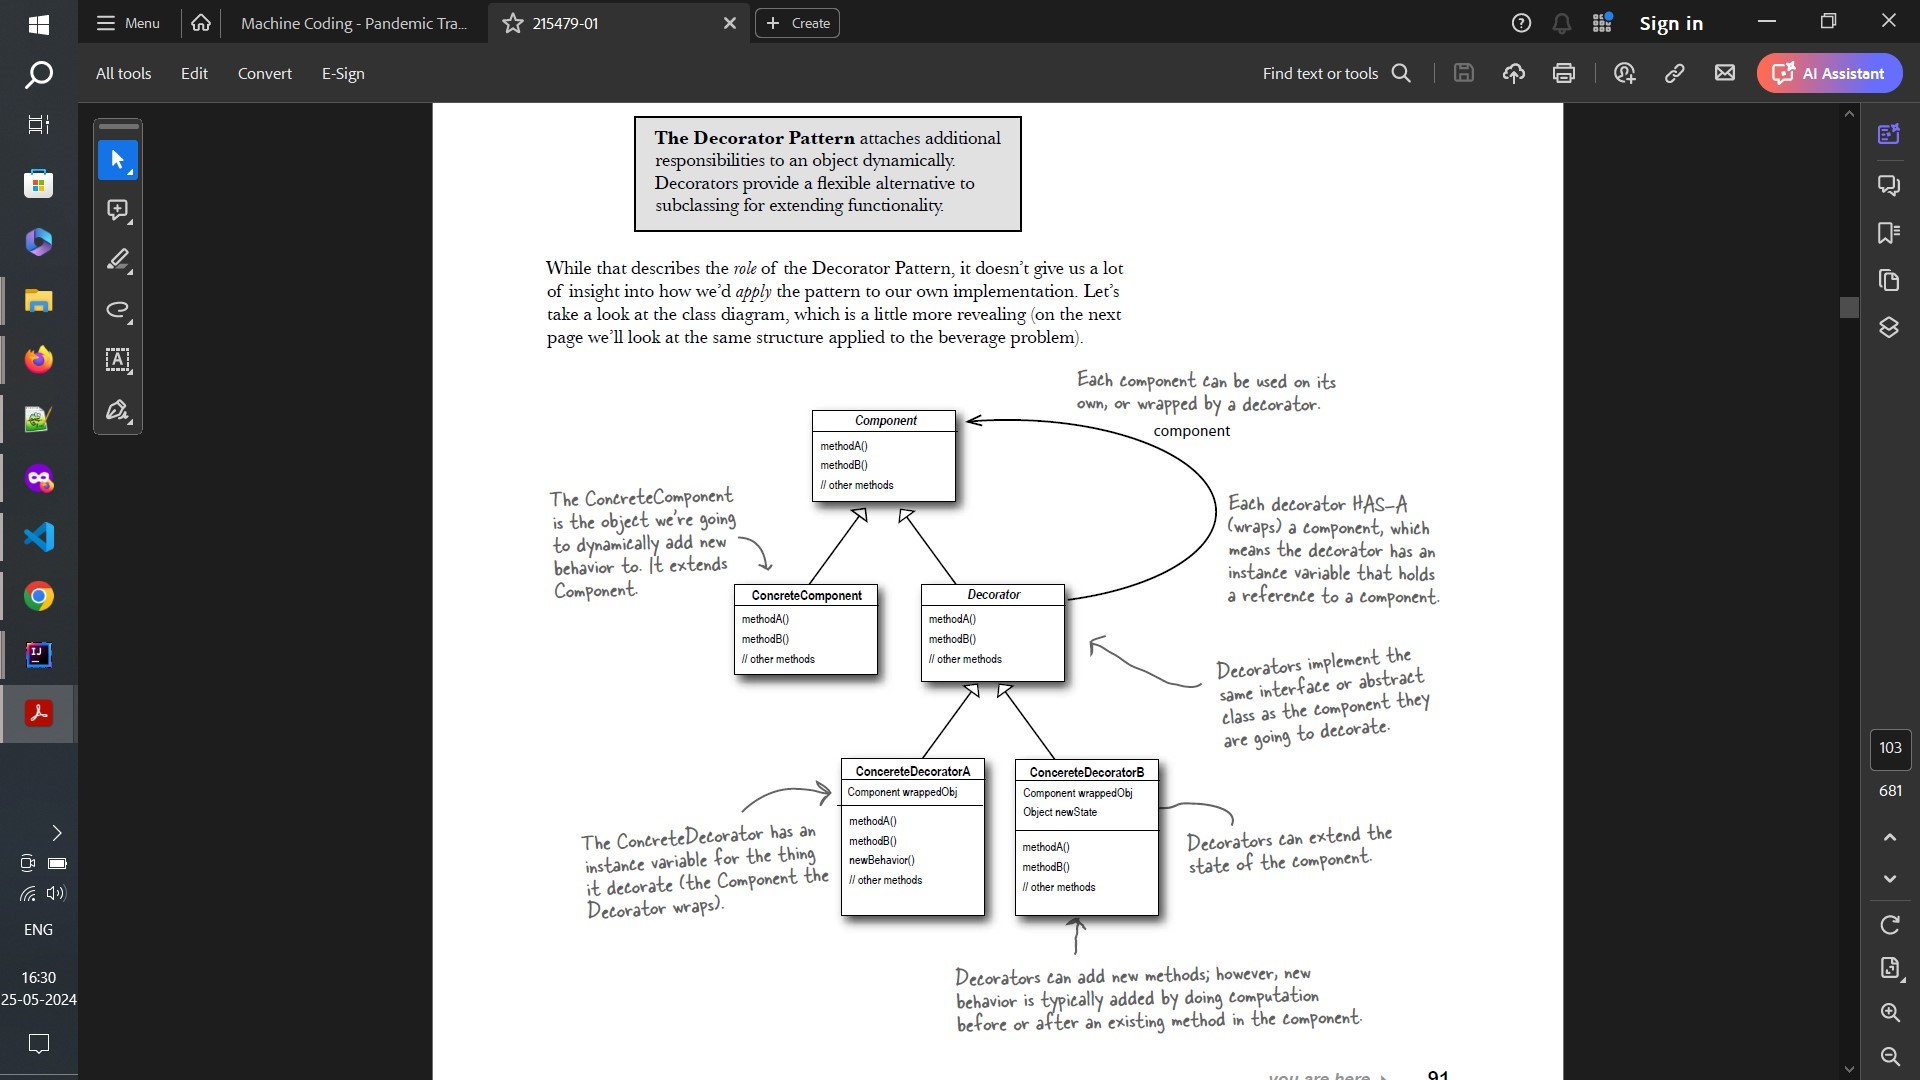 Menu
Machine Coding - Pandemic Tra...
215479-01
Create
Sign in
All tools
Edit
Convert
E-Sign
Find text or tools
AI Assistant
The Decorator Pattern attaches additional
responsibilities to an object dynamically.
Decorators provide a flexible alternative to
subclassing for extending functionality.
While that describes the role of the Decorator Pattern, it doesn't give us a lot
of insight into how we'd apply the pattern to our own implementation. Let's
take a look at the class diagram, which is a little more revealing (on the next
page we'll look at the same structure applied to the beverage problem).
Each component can be used on its
own, or wrapped by a decorator.
component
Component
methodA()
methodB()
// other methods
The ConcreteComponent
is the object we're going
to dynamically add new
behavior to. It extends
Component.
Each decorator HAS-A
(wraps) a component, which
means the decorator has an
instance variable that holds
a reference to a component.
ConcreteComponent
methodA()
methodB()
// other methods
Decorator
methodA()
methodB()
// other methods
Decorators implement the
same interface or abstract
class as the component they
are going to decorate.
ConcereteDecoratorA
Component wrappedObj
methodA()
methodB()
newBehavior()
// other methods
ConcereteDecoratorB
Component wrappedObj
Object newState
methodA()
methodB()
// other methods
The ConcreteDecorator has an
instance variable for the thing
it decorate (the Component the
Decorator wraps).
Decorators can extend the
state of the component.
Decorators can add new methods; however, new
behavior is typically added by doing computation
before or after an existing method in the component.
you are here
91
103
681
ENG
16:30
25-05-2024